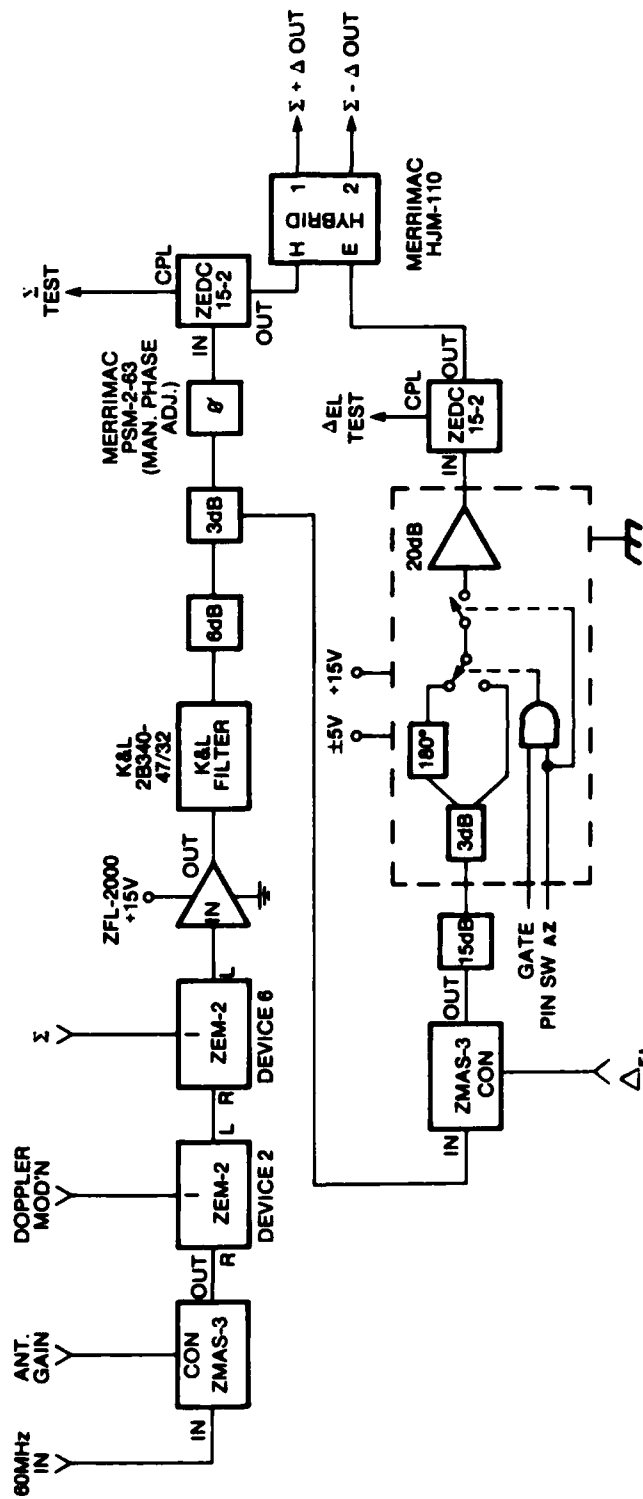 60MHz
IN
ANT.
GAIN
DOPPLER
MOD'N
Σ
IN
CON
ZMAS-3
OUT
R
I
ZEM-2
L
DEVICE 2
R
I
ZEM-2
L
DEVICE 6
ZFL-2000
+15V
IN
OUT
K&L
2B340-
47/32
K&L
FILTER
6dB
3dB
MERRIMAC
PSM-2-63
(MAN. PHASE
ADJ.)
ø
IN
ZEDC
15-2
CPL
OUT
Σ
TEST
H
E
HYBRID
1
2
Σ + Δ OUT
Σ - Δ OUT
MERRIMAC
HJM-110
IN
ZMAS-3
CON
OUT
15dB
GATE
PIN SW AZ
3dB
180°
±5V
+15V
20dB
IN
ZEDC
15-2
CPL
OUT
ΔEL
TEST